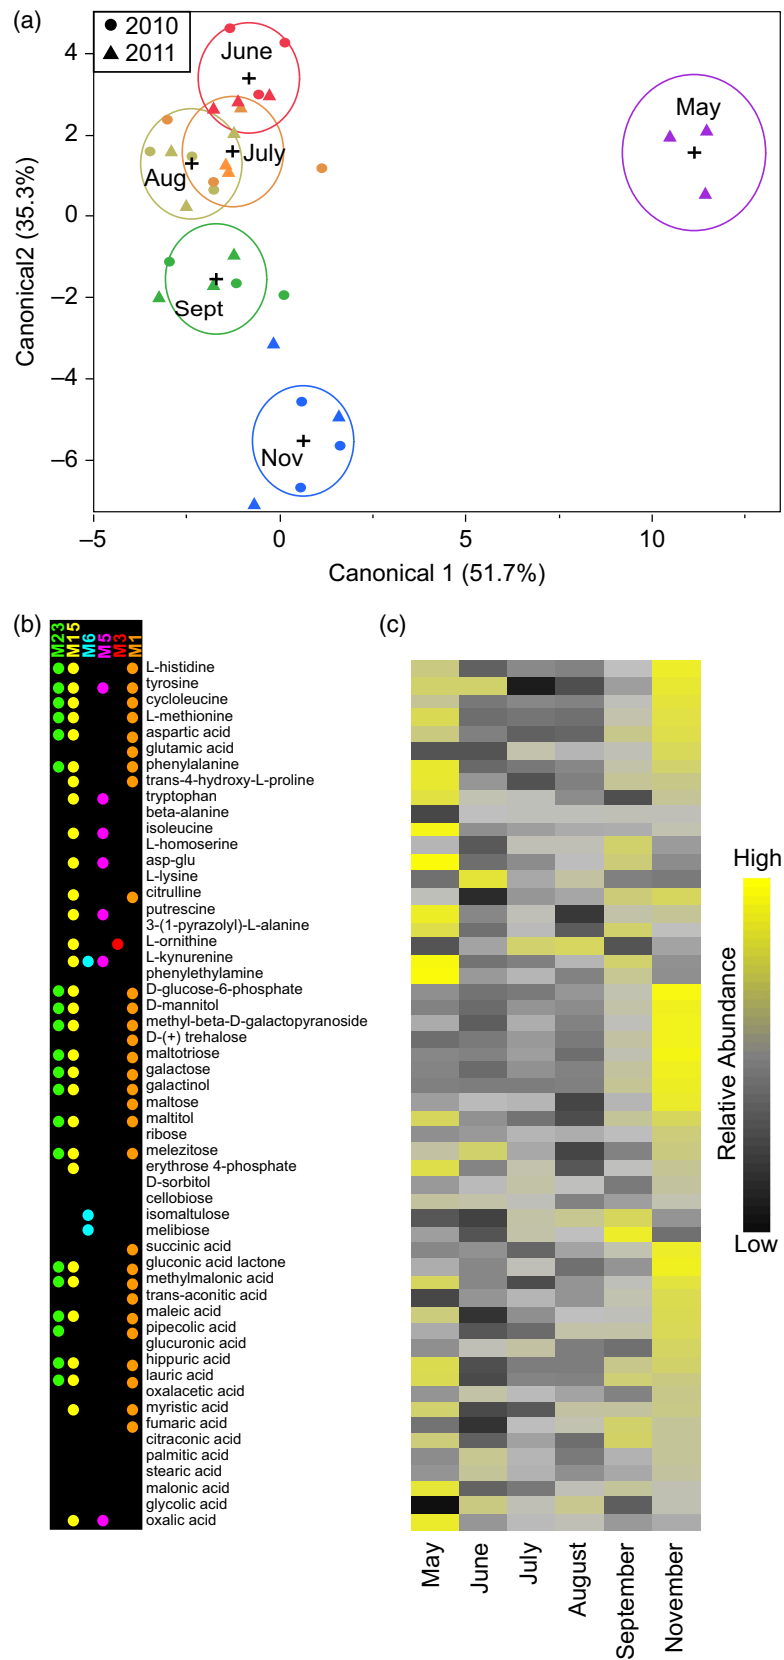 (a)
2010
2011
June
May
July
Aug
Sept
Nov
4
2
0
–2
–4
–6
Canonical2 (35.3%)
–5
0
5
10
Canonical 1 (51.7%)
(b)
(c)
M23
M15
M6
M5
M3
M1
L-histidine
tyrosine
cycloleucine
L-methionine
aspartic acid
glutamic acid
phenylalanine
trans-4-hydroxy-L-proline
tryptophan
beta-alanine
isoleucine
L-homoserine
asp-glu
L-lysine
citrulline
putrescine
3-(1-pyrazolyl)-L-alanine
L-ornithine
L-kynurenine
phenylethylamine
D-glucose-6-phosphate
D-mannitol
methyl-beta-D-galactopyranoside
D-(+) trehalose
maltotriose
galactose
galactinol
maltose
maltitol
ribose
melezitose
erythrose 4-phosphate
D-sorbitol
cellobiose
isomaltulose
melibiose
succinic acid
gluconic acid lactone
methylmalonic acid
trans-aconitic acid
maleic acid
pipecolic acid
glucuronic acid
hippuric acid
lauric acid
oxalacetic acid
myristic acid
fumaric acid
citraconic acid
palmitic acid
stearic acid
malonic acid
glycolic acid
oxalic acid
High
Relative Abundance
Low
May
June
July
August
September
November